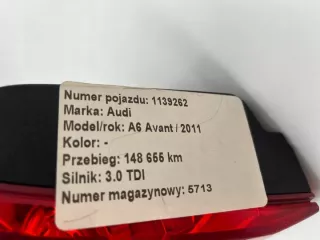 Numer pojazdu: 1139262
Marka: Audi
Model/rok: A6 Avant / 2011
Kolor: -
Przebieg: 148 655 km
Silnik: 3.0 TDI
Numer magazynowy: 5713